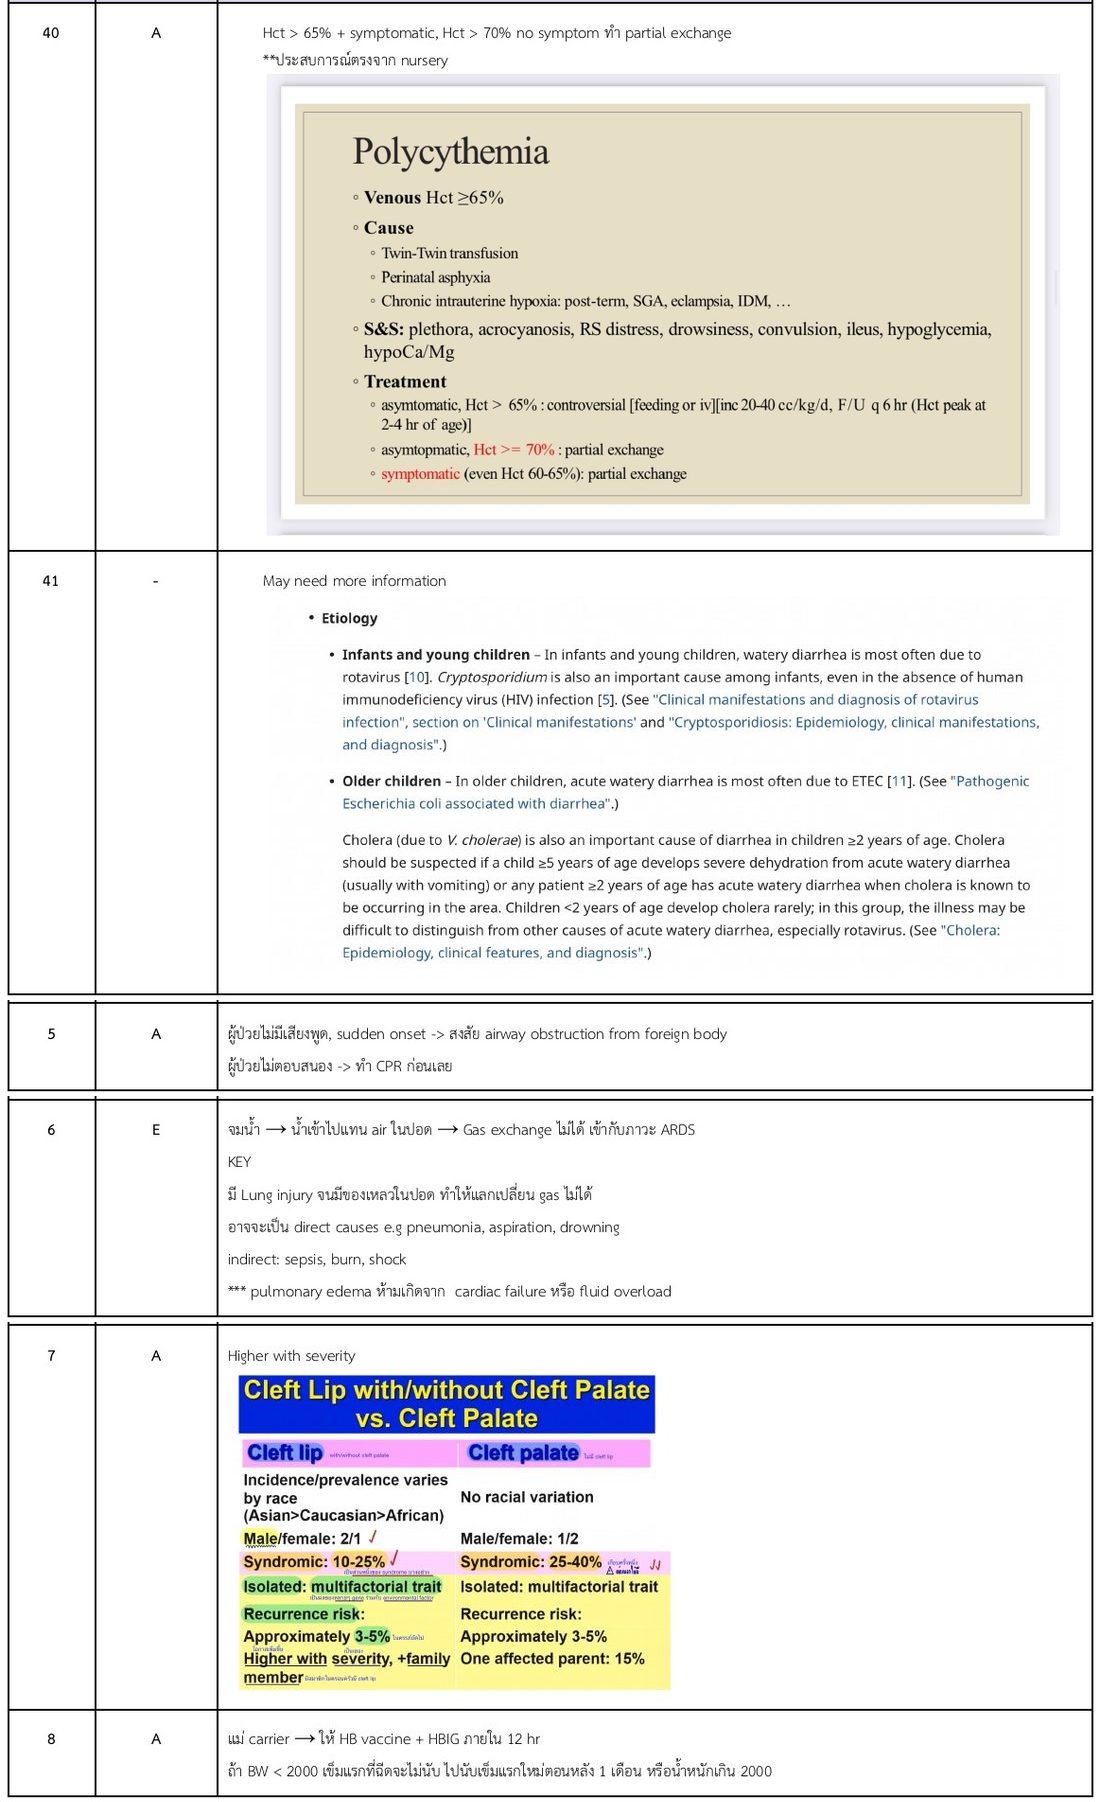 40
A
Hct > 65% + symptomatic, Hct > 70% no symptom ทำ partial exchange
**ประสบการณ์ตรงจาก nursery
Polycythemia
◦ Venous Hct ≥65%
◦ Cause
◦ Twin-Twin transfusion
◦ Perinatal asphyxia
◦ Chronic intrauterine hypoxia: post-term, SGA, eclampsia, IDM, …
◦ S&S: plethora, acrocyanosis, RS distress, drowsiness, convulsion, ileus, hypoglycemia,
hypoCa/Mg
◦ Treatment
◦ asymtomatic, Hct > 65% : controversial [feeding or iv][inc 20-40 cc/kg/d, F/U q 6 hr (Hct peak at
2-4 hr of age)]
◦ asymtopmatic, Hct >= 70% : partial exchange
◦ symptomatic (even Hct 60-65%): partial exchange
41
-
May need more information
• Etiology
• Infants and young children – In infants and young children, watery diarrhea is most often due to
rotavirus [10]. Cryptosporidium is also an important cause among infants, even in the absence of human
immunodeficiency virus (HIV) infection [5]. (See "Clinical manifestations and diagnosis of rotavirus
infection", section on 'Clinical manifestations' and "Cryptosporidiosis: Epidemiology, clinical manifestations,
and diagnosis".)
• Older children – In older children, acute watery diarrhea is most often due to ETEC [11]. (See "Pathogenic
Escherichia coli associated with diarrhea".)
Cholera (due to V. cholerae) is also an important cause of diarrhea in children ≥2 years of age. Cholera
should be suspected if a child ≥5 years of age develops severe dehydration from acute watery diarrhea
(usually with vomiting) or any patient ≥2 years of age has acute watery diarrhea when cholera is known to
be occurring in the area. Children <2 years of age develop cholera rarely; in this group, the illness may be
difficult to distinguish from other causes of acute watery diarrhea, especially rotavirus. (See "Cholera:
Epidemiology, clinical features, and diagnosis".)
5
A
ผู้ป่วยไม่มีเสียงพูด, sudden onset -> สงสัย airway obstruction from foreign body
ผู้ป่วยไม่ตอบสนอง -> ทำ CPR ก่อนเลย
6
E
จมน้ำ → น้ำเข้าไปแทน air ในปอด → Gas exchange ไม่ได้ เข้ากับภาวะ ARDS
KEY
มี Lung injury จนมีของเหลวในปอด ทำให้แลกเปลี่ยน gas ไม่ได้
อาจจะเป็น direct causes e.g pneumonia, aspiration, drowning
indirect: sepsis, burn, shock
*** pulmonary edema ห้ามเกิดจาก cardiac failure หรือ fluid overload
7
A
Higher with severity
Cleft Lip with/without Cleft Palate
vs. Cleft Palate
Cleft lip with/without cleft palate
Cleft palate ไม่มี cleft lip
Incidence/prevalence varies
by race
(Asian>Caucasian>African)
No racial variation
Male/female: 2/1 ✓
Male/female: 1/2
Syndromic: 10-25% ✓
Syndromic: 25-40%
Isolated: multifactorial trait
Isolated: multifactorial trait
Recurrence risk:
Recurrence risk:
Approximately 3-5%
Approximately 3-5%
Higher with severity, +family
member
One affected parent: 15%
8
A
แม่ carrier → ให้ HB vaccine + HBIG ภายใน 12 hr
ถ้า BW < 2000 เข็มแรกที่ฉีดจะไม่นับ ไปนับเข็มแรกใหม่ตอนหลัง 1 เดือน หรือน้ำหนักเกิน 2000